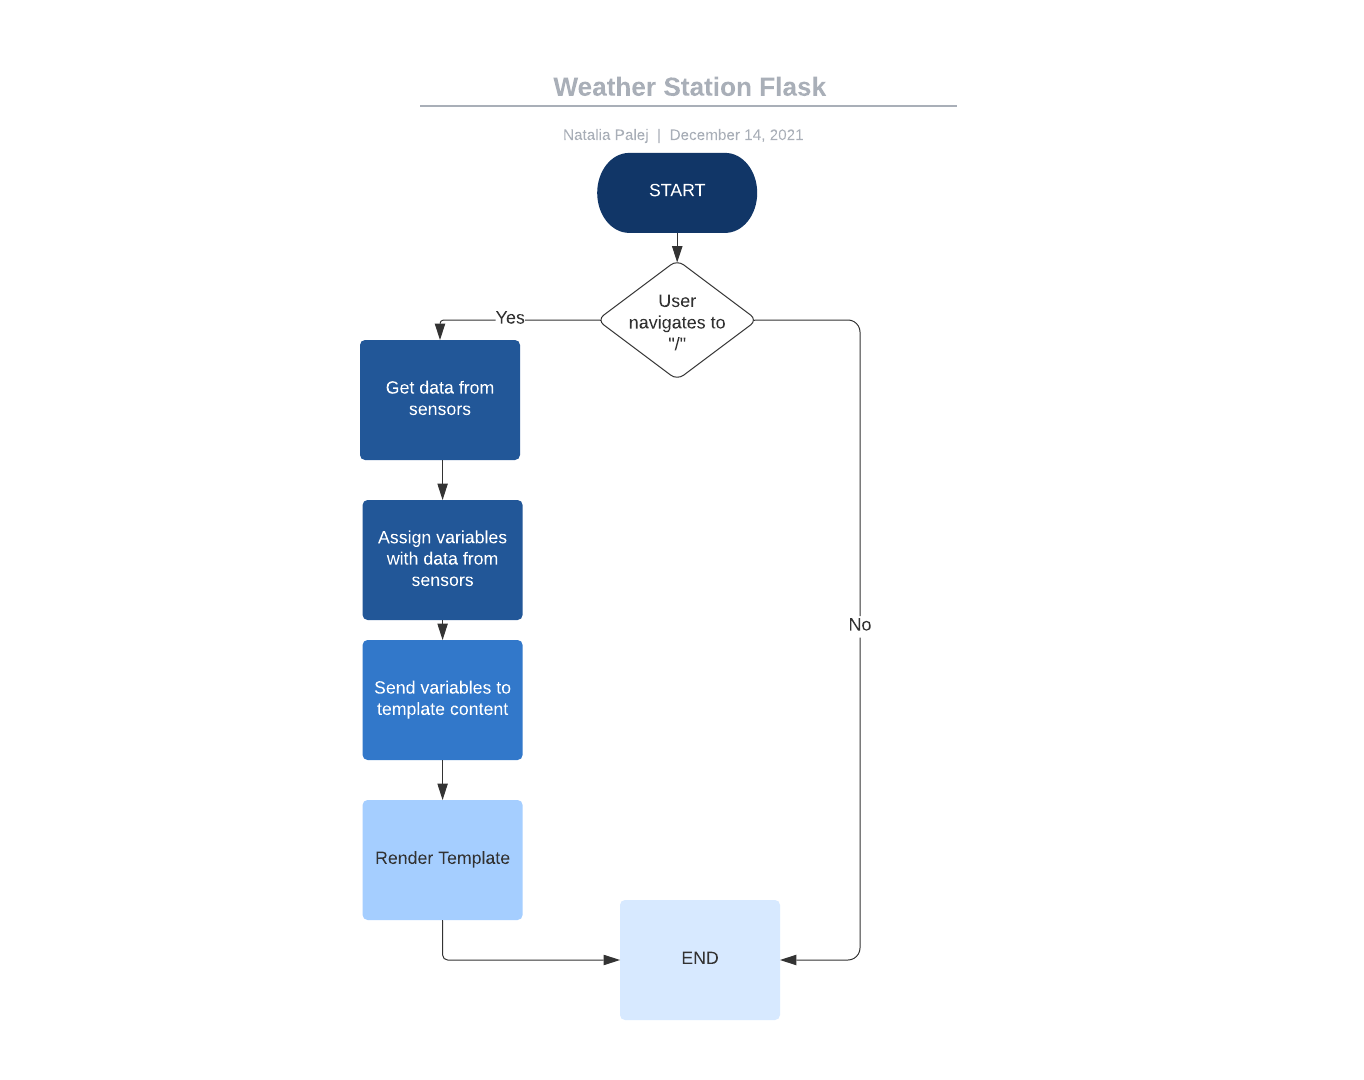 Weather Station Flask
Natalia Palej | December 14, 2021
START
User
navigates to
"/"
Yes
Get data from
sensors
Assign variables
with data from
sensors
No
Send variables to
template content
Render Template
END